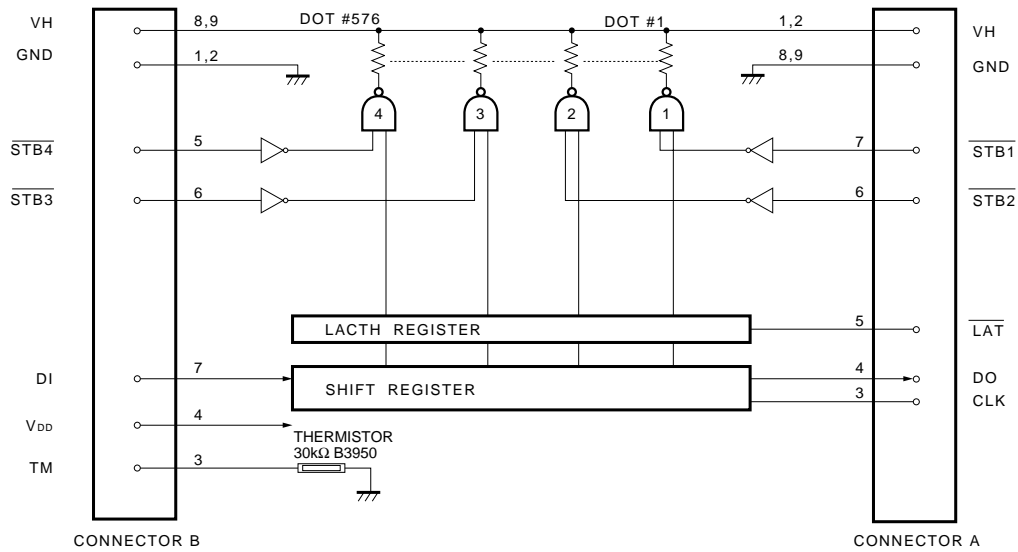 VH 8,9 DOT #576 DOT #1 1,2 VH
GND 1,2 8,9 GND
4 3 2 1
STB4 5 7 STB1
STB3 6 6 STB2
LACTH REGISTER 5 LAT
DI 7 SHIFT REGISTER 4 DO
3 CLK
VDD 4
THERMISTOR
30kΩ B3950
TM 3
CONNECTOR B CONNECTOR A